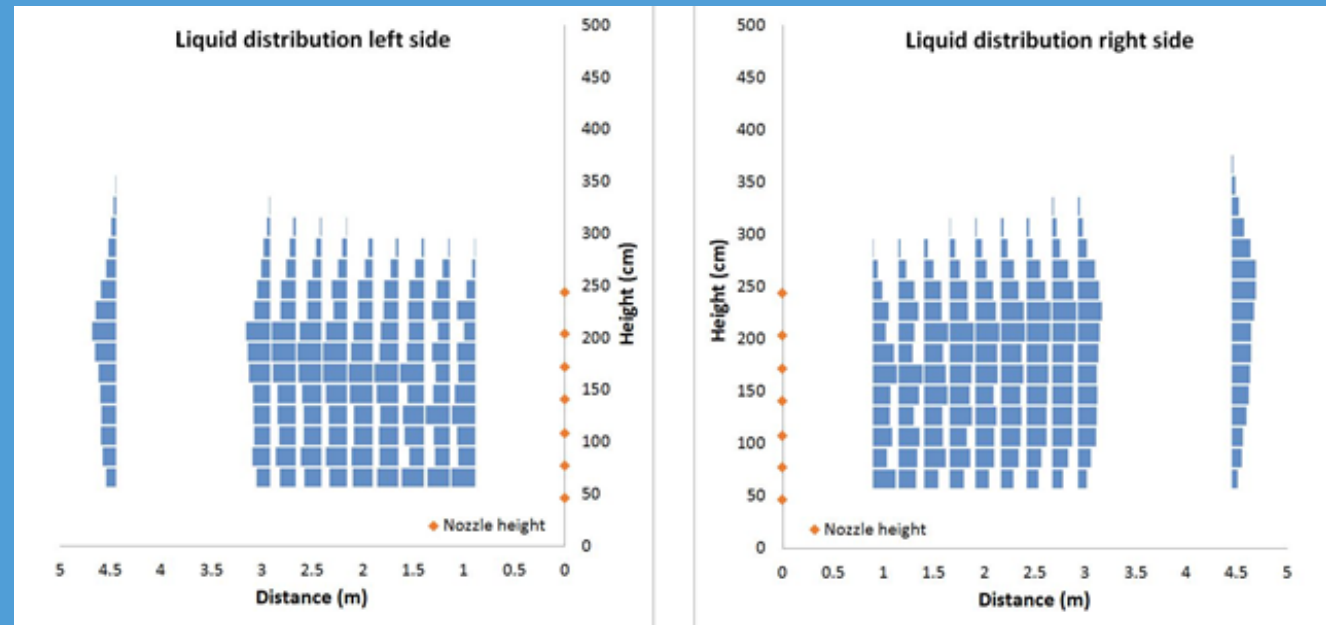 Liquid distribution left side
500
450
400
350
300
250
200
150
100
50
0
Height (cm)
Nozzle height
5 4.5 4 3.5 3 2.5 2 1.5 1 0.5 0
Distance (m)
Liquid distribution right side
500
450
400
350
300
250
200
150
100
50
0
Height (cm)
Nozzle height
0 0.5 1 1.5 2 2.5 3 3.5 4 4.5 5
Distance (m)